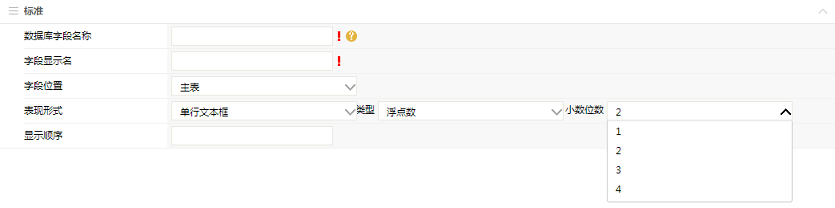 标准
数据库字段名称 ! ?
字段显示名 !
字段位置 主表
表现形式 单行文本框 类型 浮点数 小数位数 2
1
显示顺序
2
3
4